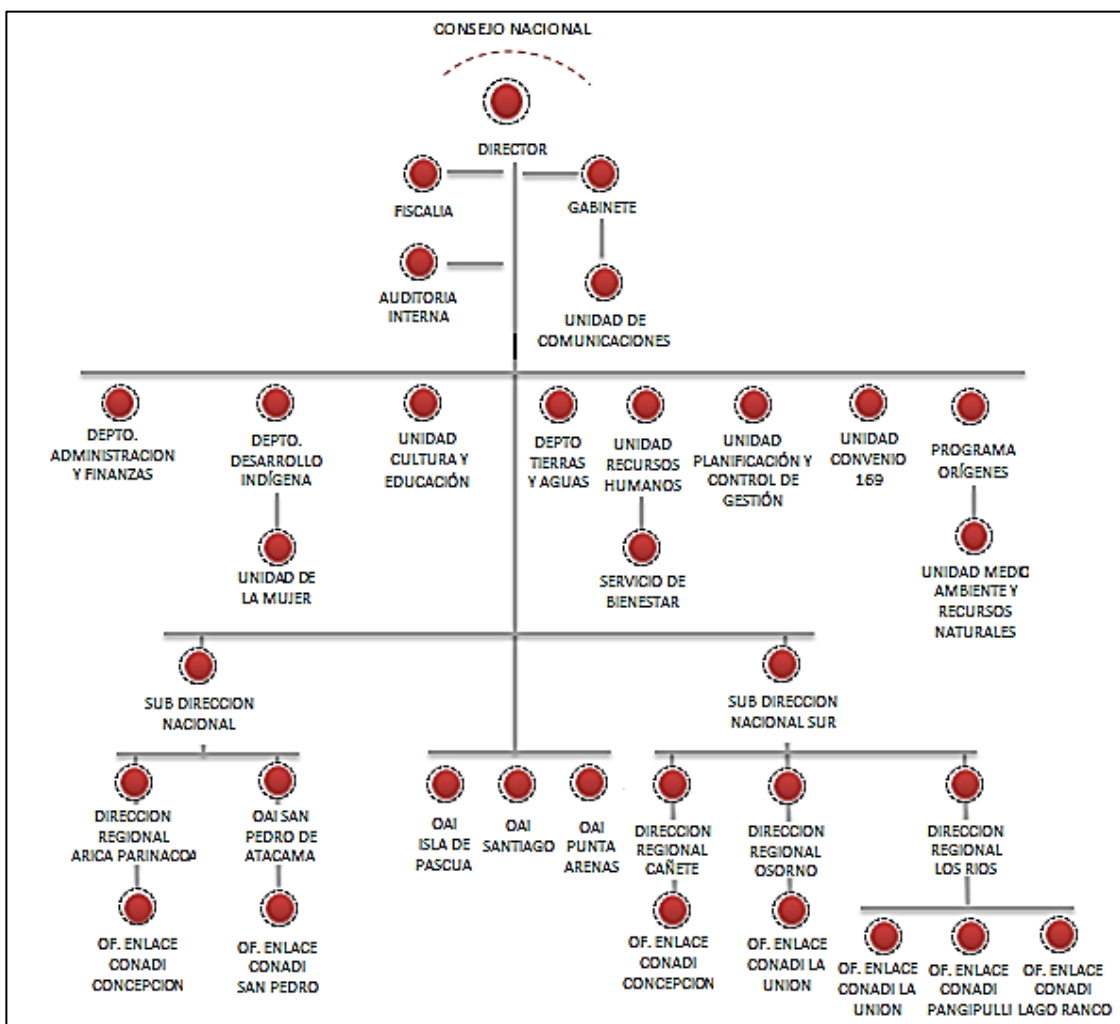 CONSEJO NACIONAL
DIRECTOR
FISCALIA
GABINETE
AUDITORIA
INTERNA
UNIDAD DE
COMUNICACIONES
DEPTO.
ADMINISTRACION
Y FINANZAS
DEPTO.
DESARROLLO
INDÍGENA
UNIDAD
CULTURA Y
EDUCACIÓN
DEPTO
TIERRAS
Y AGUAS
UNIDAD
RECURSOS
HUMANOS
UNIDAD
PLANIFICACIÓN Y
CONTROL DE
GESTIÓN
UNIDAD
CONVENIO
169
PROGRAMA
ORÍGENES
UNIDAD DE
LA MUJER
SERVICIO DE
BIENESTAR
UNIDAD MEDIO
AMBIENTE Y
RECURSOS
NATURALES
SUB DIRECCION
NACIONAL
SUB DIRECCION
NACIONAL SUR
DIRECCION
REGIONAL
ARICA PARINACOA
OAI SAN
PEDRO DE
ATACAMA
OAI
ISLA DE
PASCUA
OAI
SANTIAGO
OAI
PUNTA
ARENAS
DIRECCION
REGIONAL
CAÑETE
DIRECCION
REGIONAL
OSORNO
DIRECCION
REGIONAL
LOS RIOS
OF. ENLACE
CONADI
CONCEPCION
OF. ENLACE
CONADI
SAN PEDRO
OF. ENLACE
CONADI
CONCEPCION
OF. ENLACE
CONADI LA
UNION
OF. ENLACE
CONADI LA
UNION
OF. ENLACE
CONADI
PANGIPULLI
OF. ENLACE
CONADI
LAGO RANCO